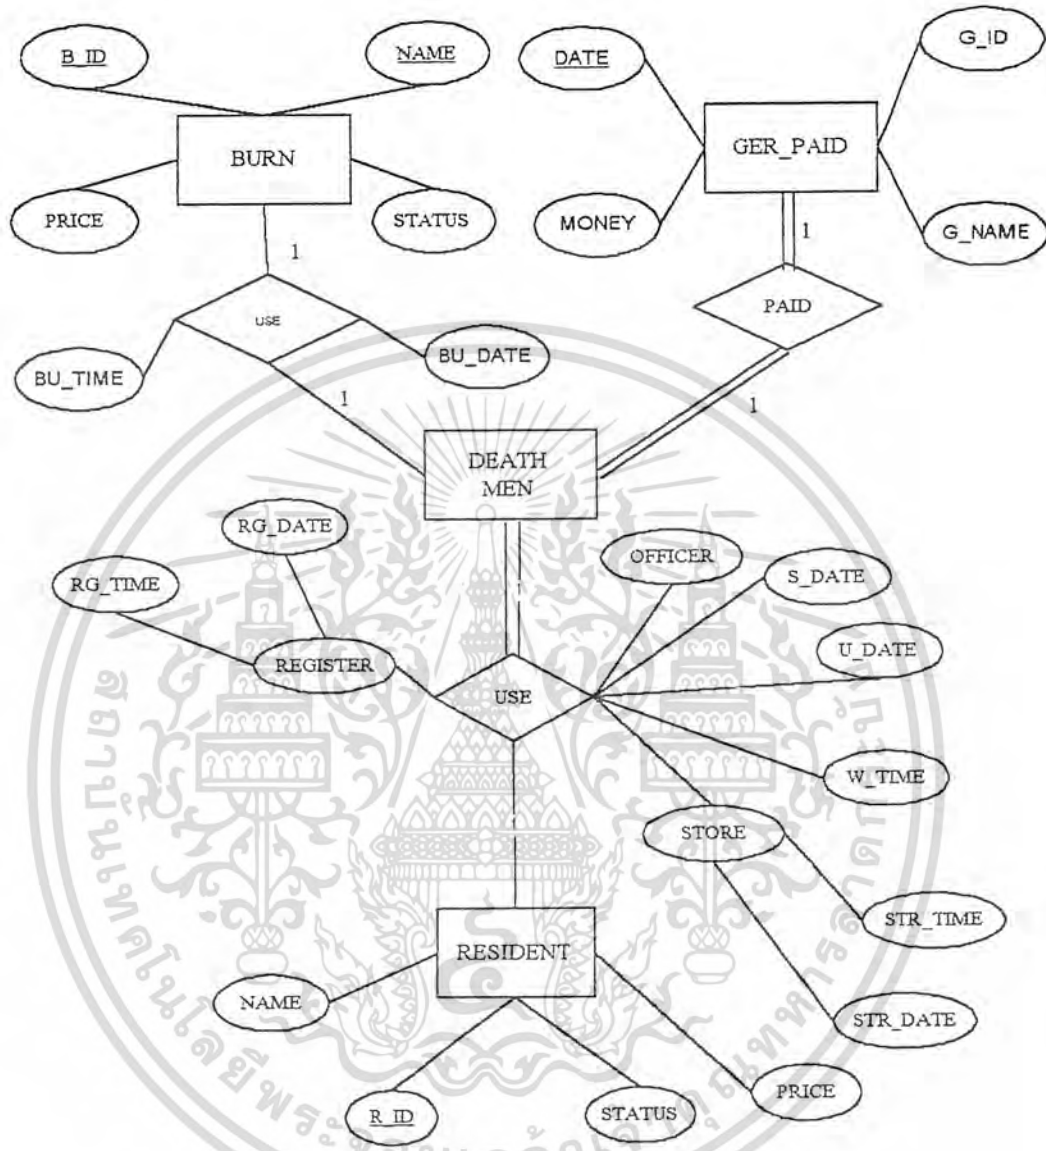 B_ID
NAME
DATE
G_ID
BURN
GER_PAID
PRICE
STATUS
MONEY
G_NAME
1
1
USE
PAID
BU_TIME
BU_DATE
1
1
DEATH
MEN
RG_DATE
OFFICER
RG_TIME
S_DATE
1
U_DATE
REGISTER
USE
W_TIME
STORE
STR_TIME
RESIDENT
NAME
STR_DATE
PRICE
R_ID
STATUS